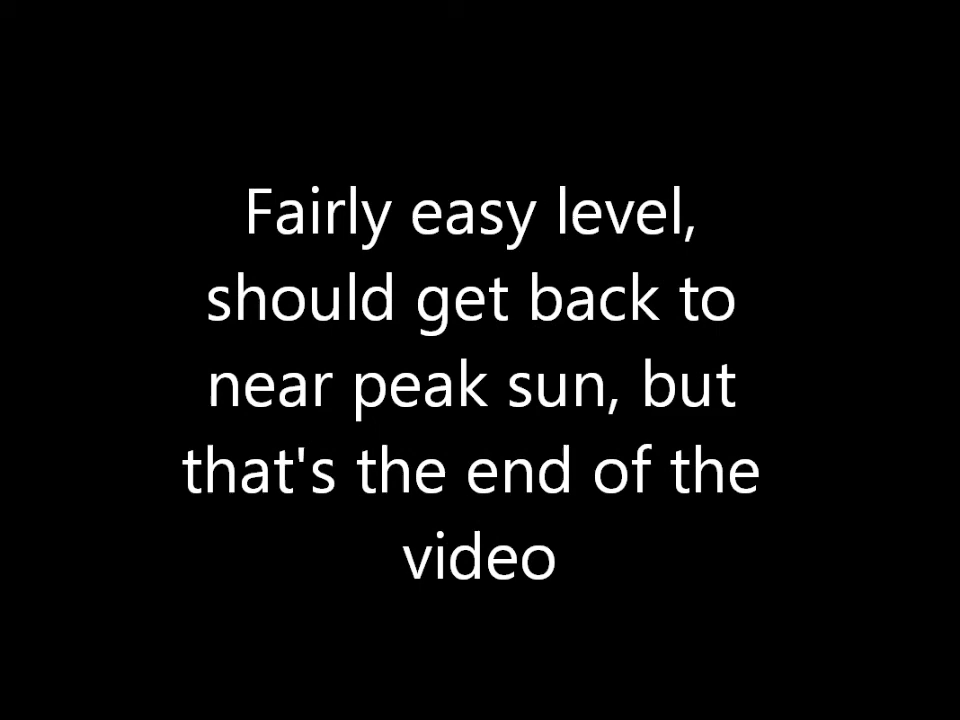 Fairly easy level,
should get back to
near peak sun, but
that's the end of the
video